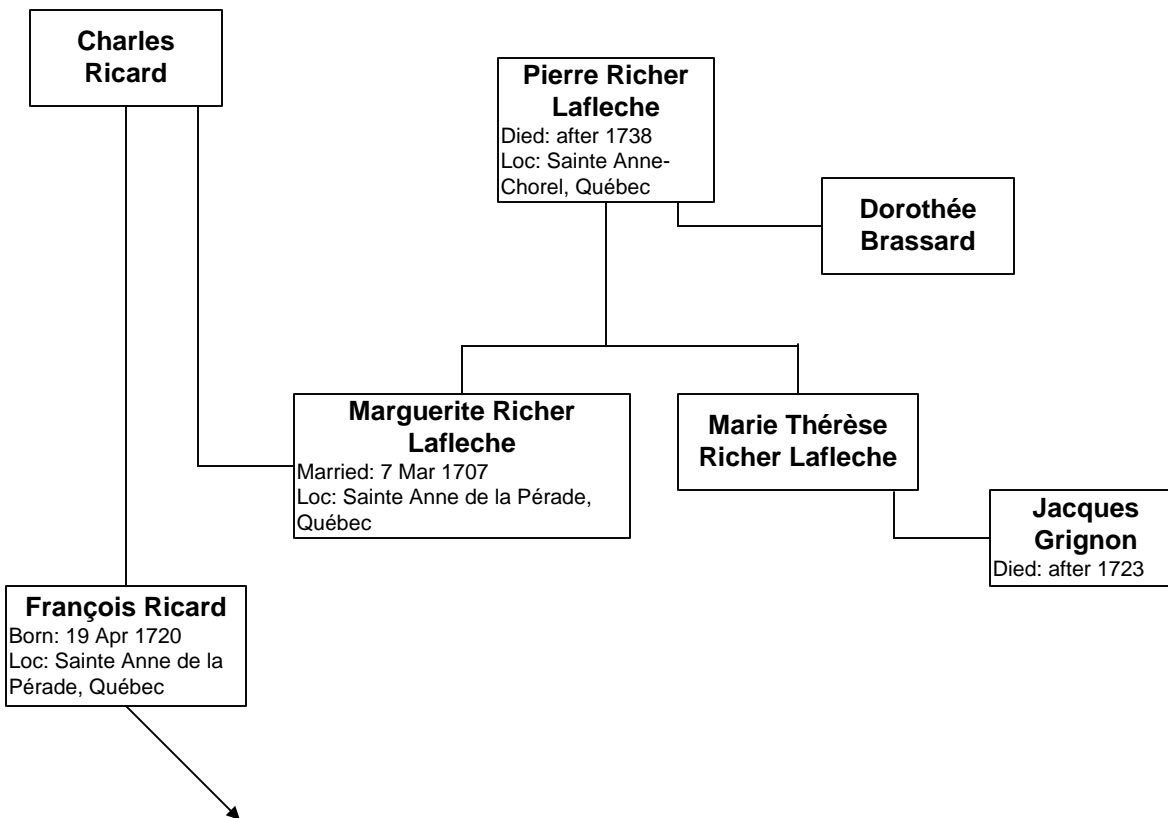 Charles
Ricard
Pierre Richer
Lafleche
Died: after 1738
Loc: Sainte Anne-
Chorel, Québec
Dorothée
Brassard
Marguerite Richer
Lafleche
Married: 7 Mar 1707
Loc: Sainte Anne de la Pérade,
Québec
Marie Thérèse
Richer Lafleche
Jacques
Grignon
Died: after 1723
François Ricard
Born: 19 Apr 1720
Loc: Sainte Anne de la
Pérade, Québec